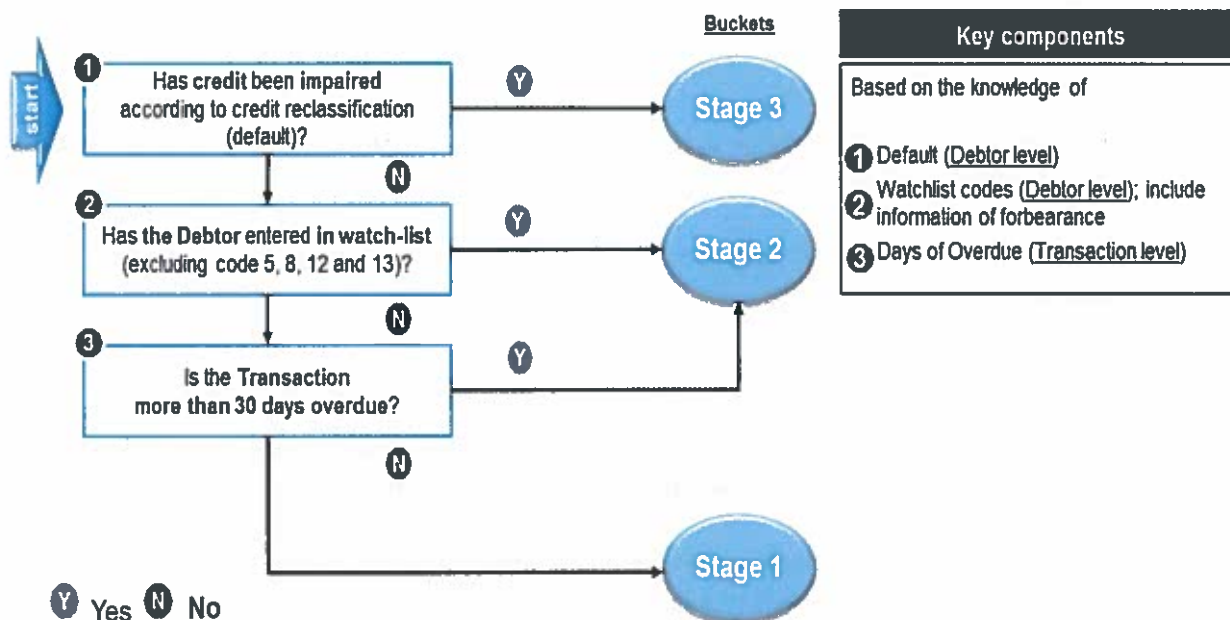 Buckets
Key components
start
1
Has credit been impaired
according to credit reclassification
(default)?
Y
Stage 3
N
2
Has the Debtor entered in watch-list
(excluding code 5, 8, 12 and 13)?
Y
Stage 2
N
3
Is the Transaction
more than 30 days overdue?
Y
N
Stage 1
Y Yes N No
Based on the knowledge of
1 Default (Debtor level)
2 Watchlist codes (Debtor level); include
information of forbearance
3 Days of Overdue (Transaction level)